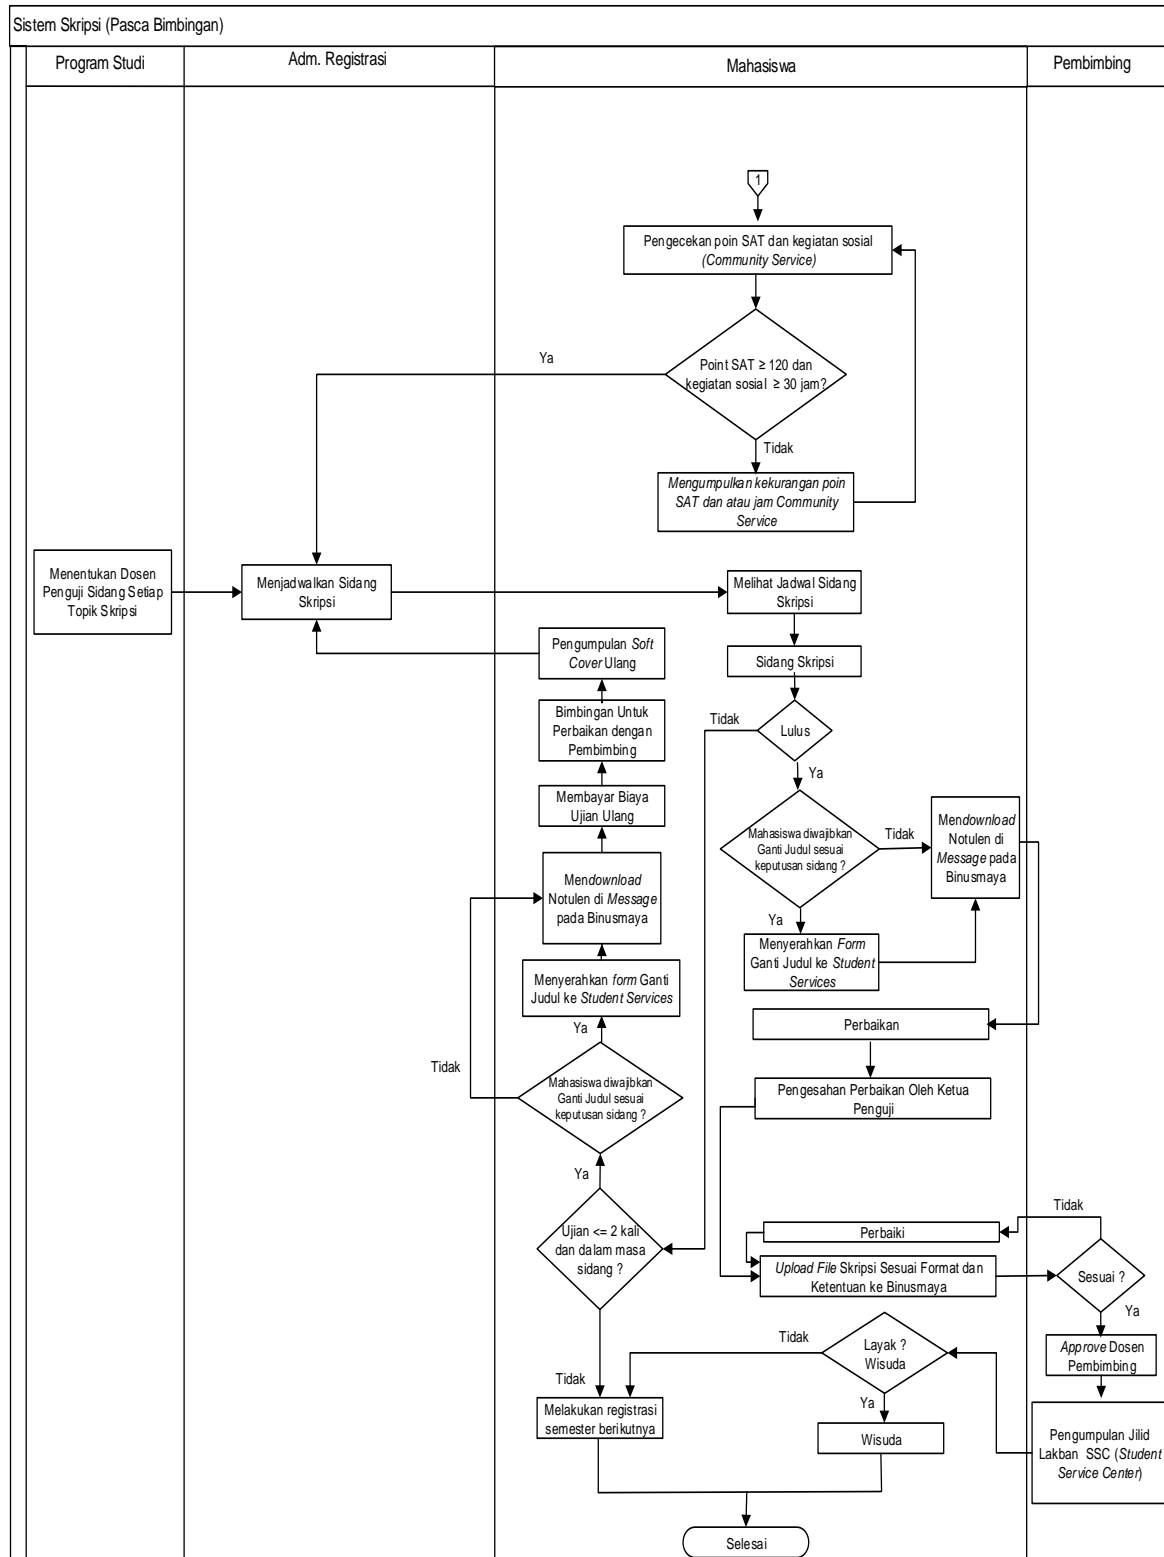 Sistem Skripsi (Pasca Bimbingan)
Program Studi
Adm. Registrasi
Mahasiswa
Pembimbing
1
Pengecekan poin SAT dan kegiatan sosial
(Community Service)
Ya
Point SAT ≥ 120 dan
kegiatan sosial ≥ 30 jam?
Tidak
Mengumpulkan kekurangan poin
SAT dan atau jam Community
Service
Menentukan Dosen
Penguji Sidang Setiap
Topik Skripsi
Menjadwalkan Sidang
Skripsi
Melihat Jadwal Sidang
Skripsi
Pengumpulan Soft
Cover Ulang
Sidang Skripsi
Bimbingan Untuk
Perbaikan dengan
Pembimbing
Tidak
Lulus
Ya
Membayar Biaya
Ujian Ulang
Mahasiswa diwajibkan
Ganti Judul sesuai
keputusan sidang ?
Tidak
Mendownload
Notulen di
Message pada
Binusmaya
Mendownload
Notulen di Message
pada Binusmaya
Ya
Menyerahkan Form
Ganti Judul ke Student
Services
Menyerahkan form Ganti
Judul ke Student Services
Ya
Perbaikan
Tidak
Mahasiswa diwajibkan
Ganti Judul sesuai
keputusan sidang ?
Pengesahan Perbaikan Oleh Ketua
Penguji
Ya
Ujian <= 2 kali
dan dalam masa
sidang ?
Tidak
Perbaiki
Upload File Skripsi Sesuai Format dan
Ketentuan ke Binusmaya
Sesuai ?
Ya
Tidak
Layak ?
Wisuda
Approve Dosen
Pembimbing
Tidak
Ya
Melakukan registrasi
semester berikutnya
Wisuda
Pengumpulan Jilid
Lakban SSC (Student
Service Center)
Selesai